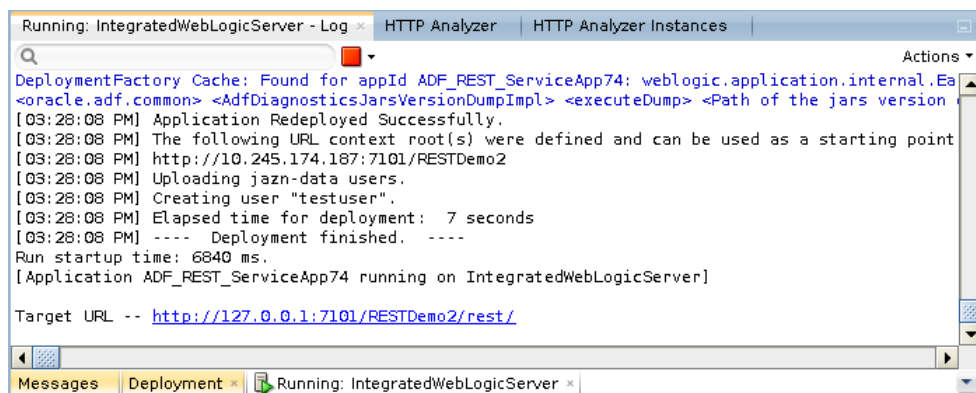 Running: IntegratedWebLogicServer - Log × HTTP Analyzer HTTP Analyzer Instances
Actions
DeploymentFactory Cache: Found for appId ADF_REST_ServiceApp74: weblogic.application.internal.Ea
<oracle.adf.common> <AdfDiagnosticsJarsVersionDumpImpl> <executeDump> <Path of the jars version
[03:28:08 PM] Application Redeployed Successfully.
[03:28:08 PM] The following URL context root(s) were defined and can be used as a starting point
[03:28:08 PM] http://10.245.174.187:7101/RESTDemo2
[03:28:08 PM] Uploading jazn-data users.
[03:28:08 PM] Creating user "testuser".
[03:28:08 PM] Elapsed time for deployment:  7 seconds
[03:28:08 PM] ----  Deployment finished.  ----
Run startup time: 6840 ms.
[Application ADF_REST_ServiceApp74 running on IntegratedWebLogicServer]
Target URL -- http://127.0.0.1:7101/RESTDemo2/rest/
Messages Deployment × Running: IntegratedWebLogicServer ×